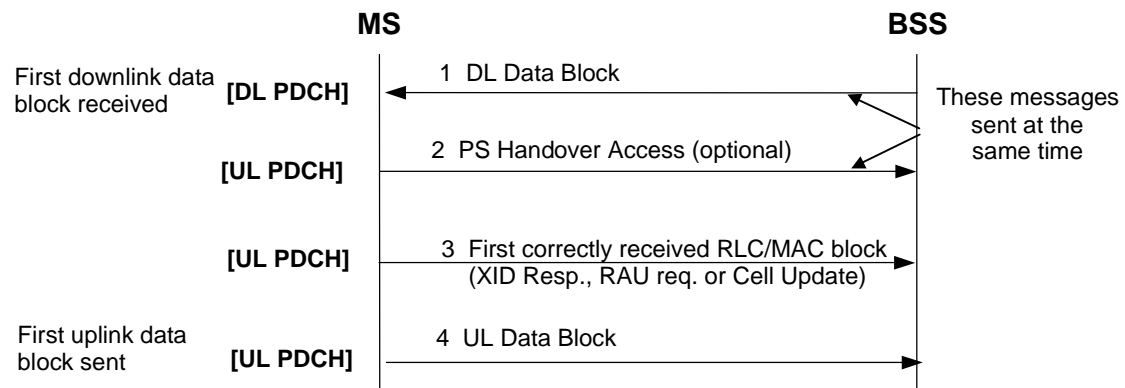 MS
BSS
First downlink data
block received
[DL PDCH]
1 DL Data Block
These messages
sent at the
same time
2 PS Handover Access (optional)
[UL PDCH]
3 First correctly received RLC/MAC block
(XID Resp., RAU req. or Cell Update)
[UL PDCH]
First uplink data
block sent
4 UL Data Block
[UL PDCH]